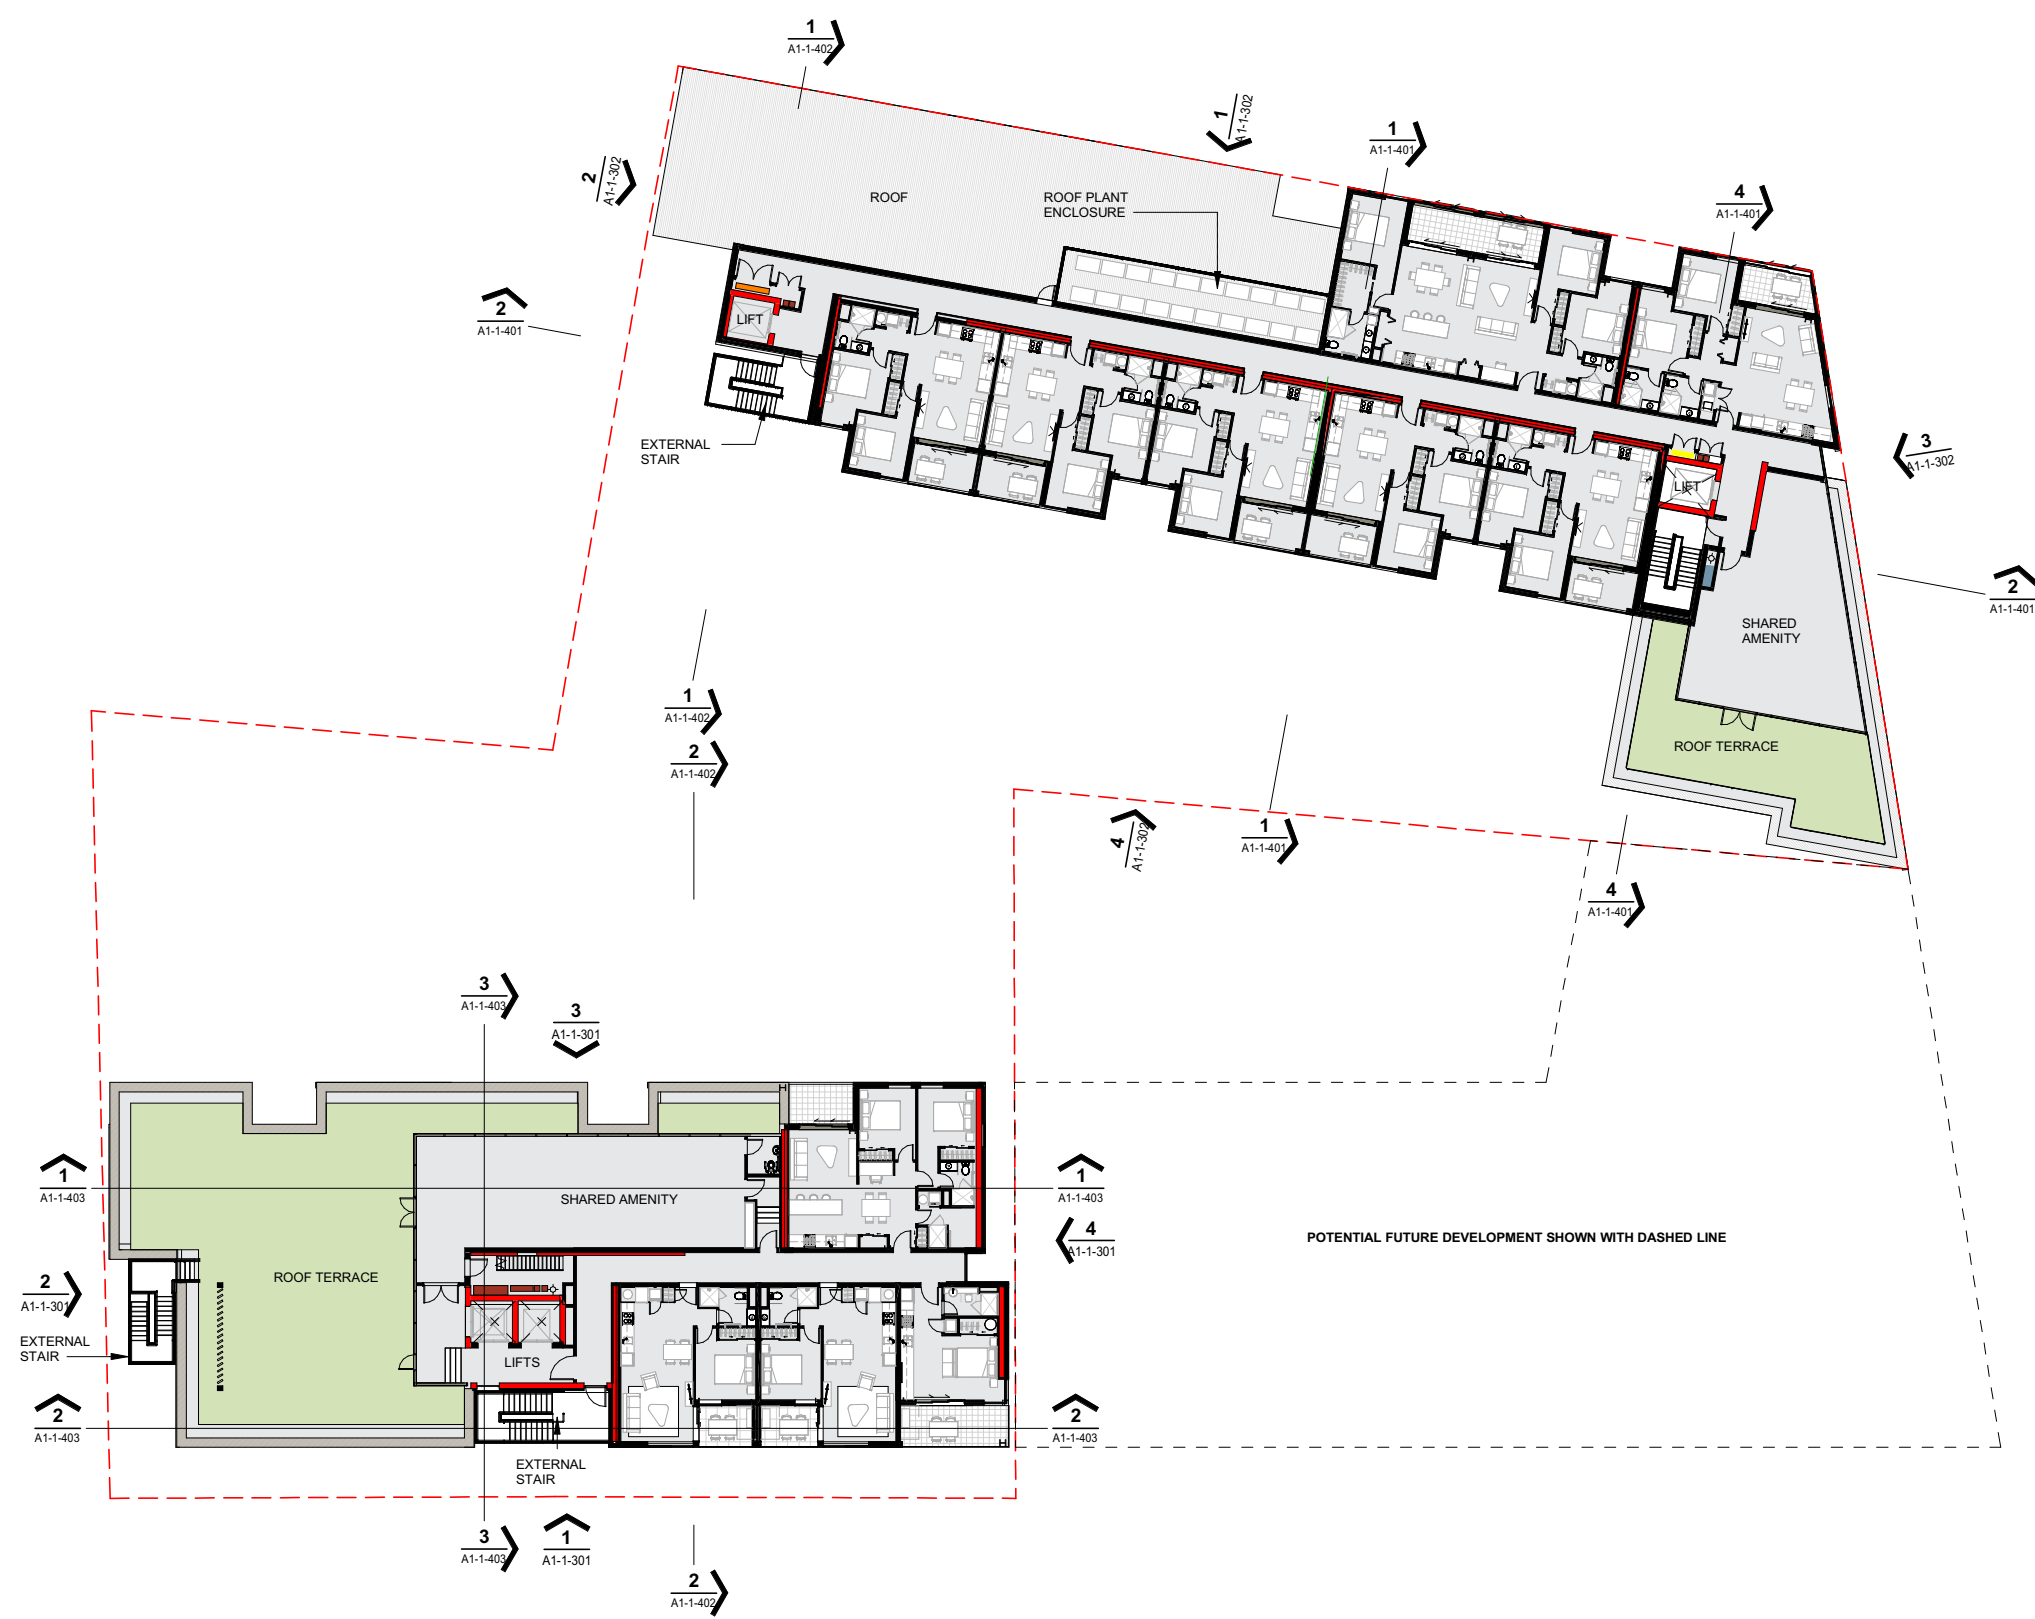 1
A1-1-402
1
A1-1-302
1
A1-1-401
2
A1-1-302
4
A1-1-401
ROOF
ROOF PLANT
ENCLOSURE
2
A1-1-401
LIFT
EXTERNAL
STAIR
3
A1-1-302
LIFT
2
A1-1-401
SHARED
AMENITY
1
A1-1-402
2
A1-1-402
ROOF TERRACE
4
A1-1-302
1
A1-1-401
4
A1-1-401
3
A1-1-403
3
A1-1-301
1
A1-1-403
SHARED AMENITY
1
A1-1-403
4
A1-1-301
POTENTIAL FUTURE DEVELOPMENT SHOWN WITH DASHED LINE
ROOF TERRACE
2
A1-1-301
EXTERNAL
STAIR
LIFTS
2
A1-1-403
2
A1-1-403
EXTERNAL
STAIR
3
A1-1-403
1
A1-1-301
2
A1-1-402